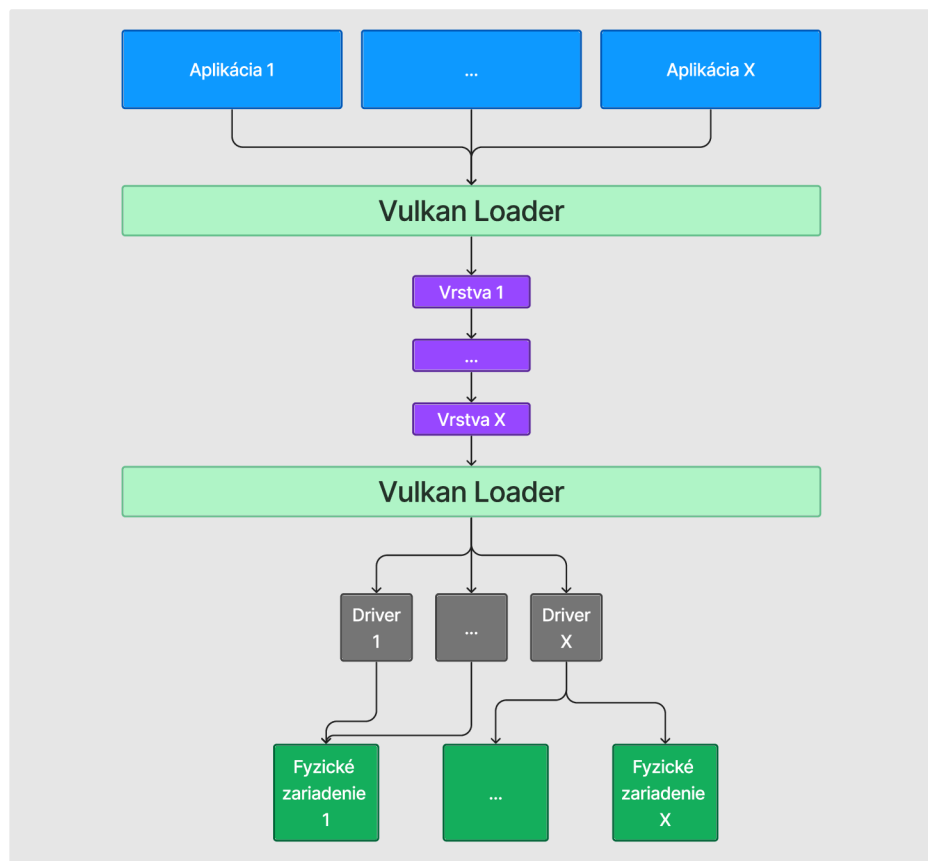 Aplikácia 1
...
Aplikácia X
Vulkan Loader
Vrstva 1
...
Vrstva X
Vulkan Loader
Driver
1
...
Driver
X
Fyzické
zariadenie
1
...
Fyzické
zariadenie
X